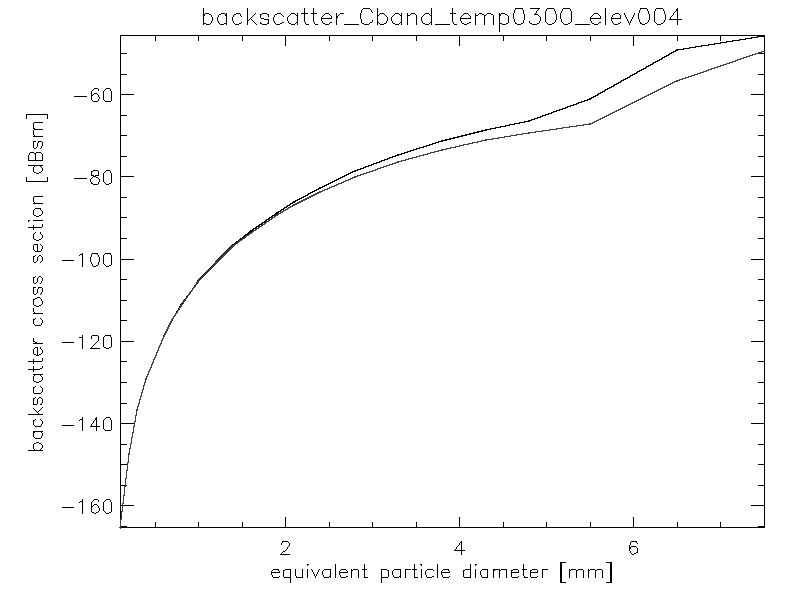 backscatter_Cband_temp0300_elev004
-60
-80
-100
-120
-140
-160
backscatter cross section [dBsm]
2 4 6
equivalent particle diameter [mm]